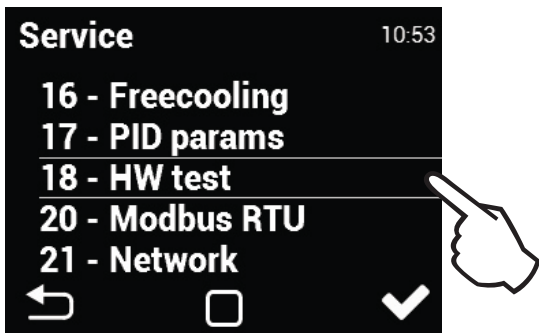 Service 10:53
16 - Freecooling
17 - PID params
18 - HW test
20 - Modbus RTU
21 - Network